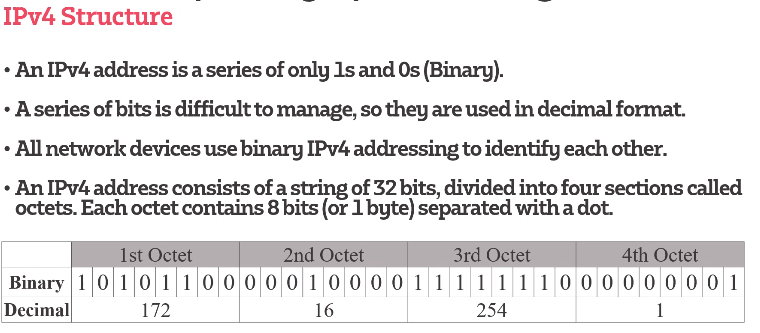 IPv4 Structure
• An IPv4 address is a series of only 1s and 0s (Binary).
• A series of bits is difficult to manage, so they are used in decimal format.
• All network devices use binary IPv4 addressing to identify each other.
• An IPv4 address consists of a string of 32 bits, divided into four sections called
octets. Each octet contains 8 bits (or 1 byte) separated with a dot.
1st Octet 2nd Octet 3rd Octet 4th Octet
Binary 1 0 1 0 1 1 0 0 0 0 0 1 0 0 0 0 1 1 1 1 1 1 1 0 0 0 0 0 0 0 0 1
Decimal 172 16 254 1